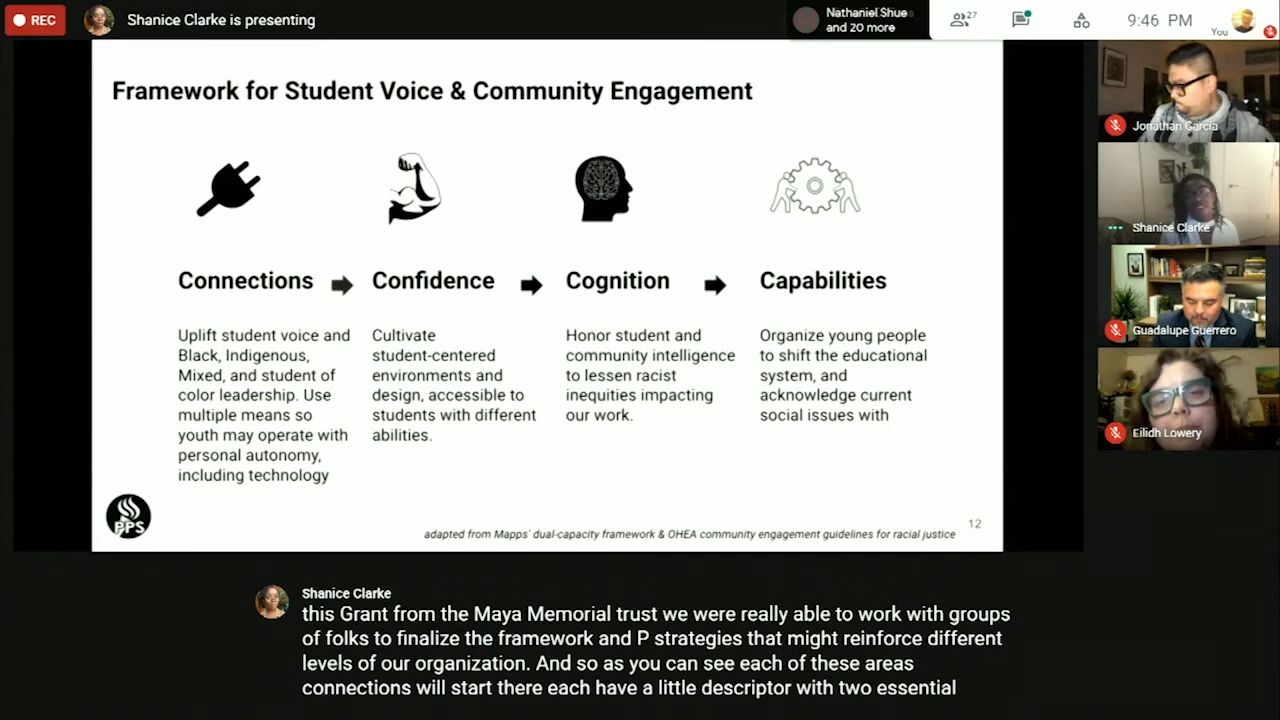 REC
Shanice Clarke is presenting
Nathaniel Shue
and 20 more
27
9:46 PM
You
Framework for Student Voice & Community Engagement
Connections
Confidence
Cognition
Capabilities
Uplift student voice and
Black, Indigenous,
Mixed, and student of
color leadership. Use
multiple means so
youth may operate with
personal autonomy,
including technology
Cultivate
student-centered
environments and
design, accessible to
students with different
abilities.
Honor student and
community intelligence
to lessen racist
inequities impacting
our work.
Organize young people
to shift the educational
system, and
acknowledge current
social issues with
PPS
adapted from Mapps' dual-capacity framework & OHEA community engagement guidelines for racial justice
12
Jonathan Garcia
Shanice Clarke
Guadalupe Guerrero
Eilidh Lowery
Shanice Clarke
this Grant from the Maya Memorial trust we were really able to work with groups
of folks to finalize the framework and P strategies that might reinforce different
levels of our organization. And so as you can see each of these areas
connections will start there each have a little descriptor with two essential